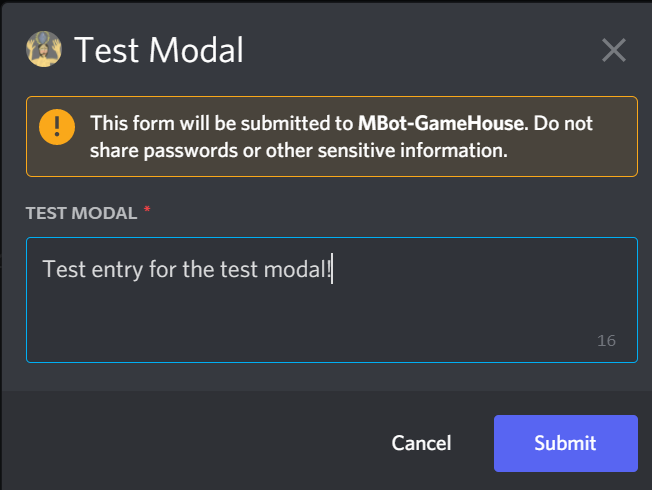 Test Modal
This form will be submitted to MBot-GameHouse. Do not
share passwords or other sensitive information.
TEST MODAL *
Test entry for the test modal!
16
Cancel
Submit